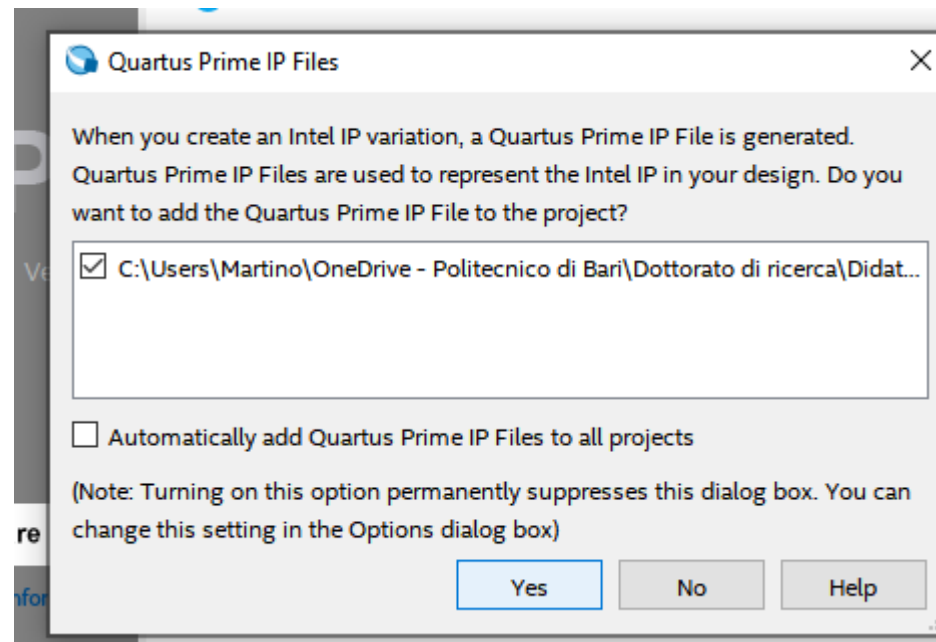 Quartus Prime IP Files
When you create an Intel IP variation, a Quartus Prime IP File is generated.
Quartus Prime IP Files are used to represent the Intel IP in your design. Do you
want to add the Quartus Prime IP File to the project?
C:\Users\Martino\OneDrive - Politecnico di Bari\Dottorato di ricerca\Didat...
Automatically add Quartus Prime IP Files to all projects
(Note: Turning on this option permanently suppresses this dialog box. You can
change this setting in the Options dialog box)
Yes
No
Help